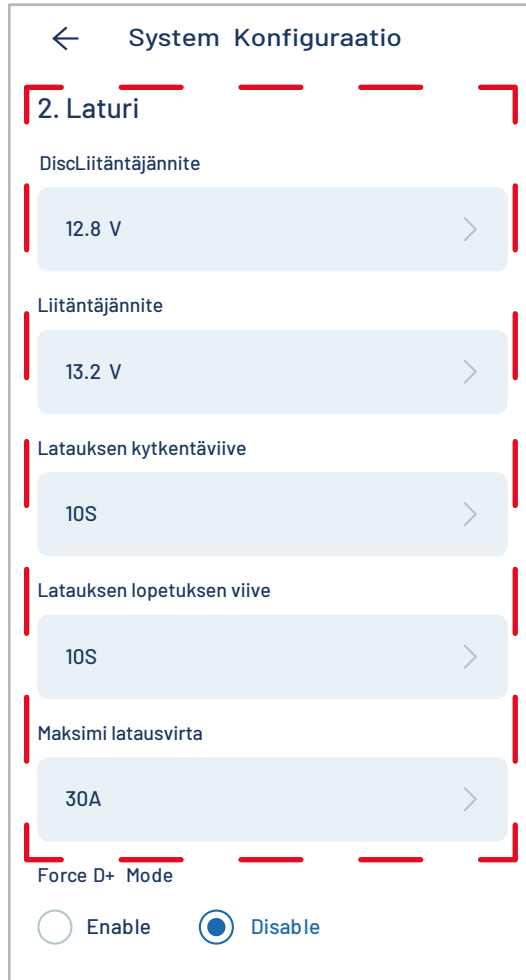 System Konfiguraatio
2. Laturi
DiscLiitäntäjännite
12.8 V
Liitäntäjännite
13.2 V
Latauksen kytkentäviive
10S
Latauksen lopetuksen viive
10S
Maksimi latausvirta
30A
Force D+ Mode
Enable Disable